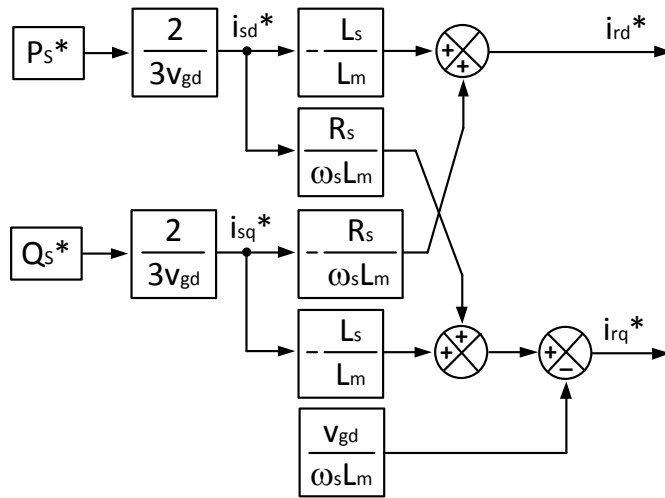 Ps* 2 / 3vgd isd* - Ls / Lm + + ird*
Rs / ωsLm
Qs* 2 / 3vgd isq* - Rs / ωsLm
- Ls / Lm + + + − irq*
vgd / ωsLm